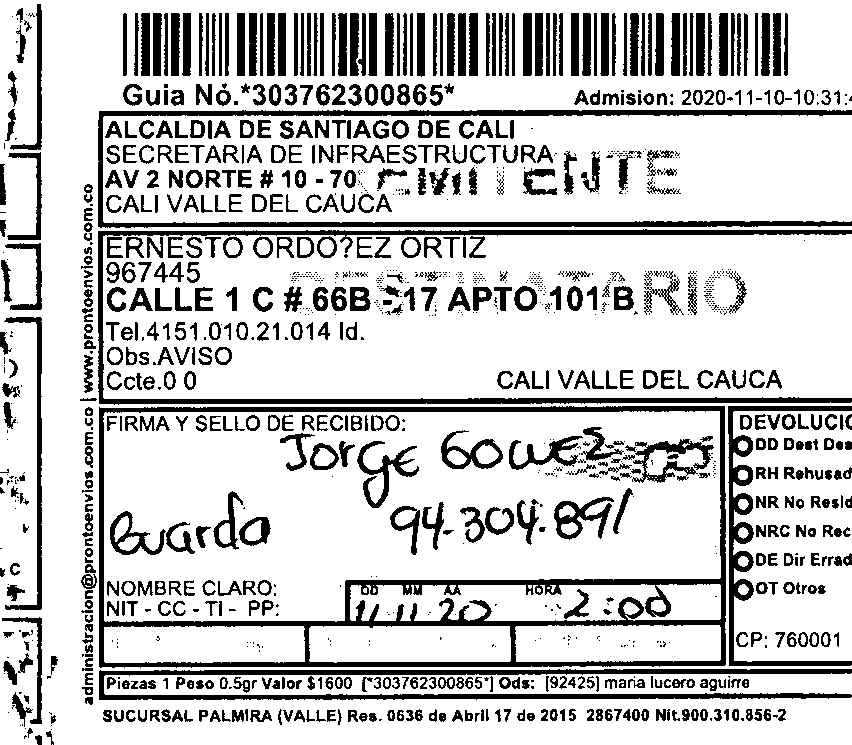 Guia Nó.*303762300865*
Admision: 2020-11-10-10:31:4
ALCALDIA DE SANTIAGO DE CALI
SECRETARIA DE INFRAESTRUCTURA
AV 2 NORTE # 10 - 70
CALI VALLE DEL CAUCA
ERNESTO ORDO?EZ ORTIZ
967445
DESTINATARIO
CALLE 1 C # 66B - 17 APTO 101 B
Tel.4151.010.21.014 Id.
Obs.AVISO
Ccte.0 0
CALI VALLE DEL CAUCA
www.prontoenvios.com.co
administracion@prontoenvios.com.co
FIRMA Y SELLO DE RECIBIDO:
Jorge Gomez
Guarda 94.304.891
NOMBRE CLARO:
NIT - CC - TI - PP:
DD MM AA HORA
11 11 20 2:00
DEVOLUCIO
DD Dest Des
RH Rehusad
NR No Resid
NRC No Rec
DE Dir Errad
OT Otros
CP: 760001
Piezas 1 Peso 0.5gr Valor $1600 [*303762300865*] Ods: [92425] maria lucero aguirre
SUCURSAL PALMIRA (VALLE) Res. 0636 de Abril 17 de 2015 2867400 Nit.900.310.856-2